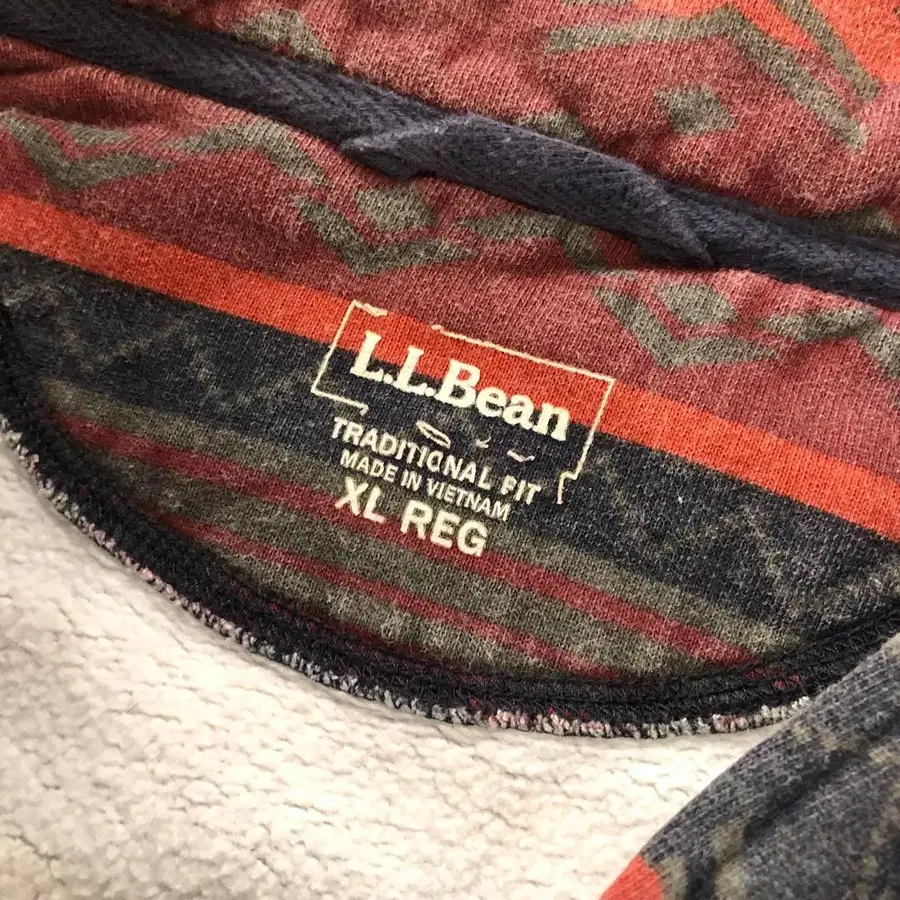 L.L.Bean
TRADITIONAL FIT
MADE IN VIETNAM
XL REG